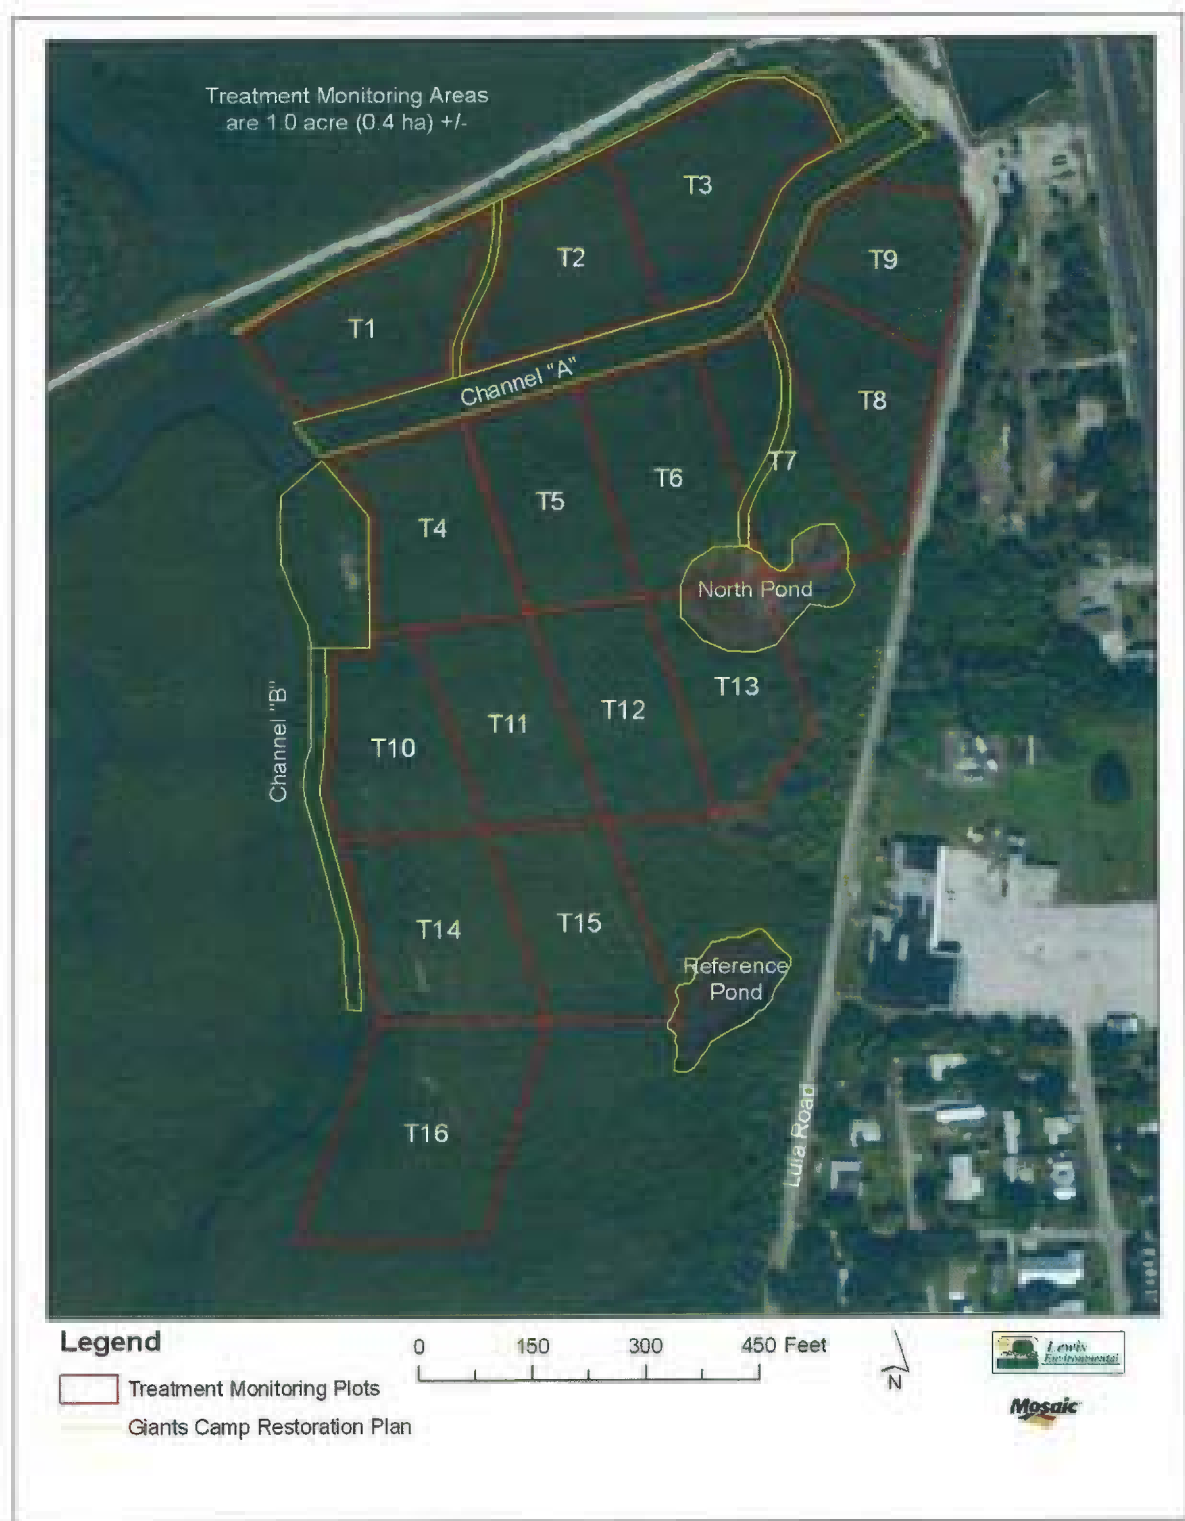 Treatment Monitoring Areas
are 1.0 acre (0.4 ha) +/-
T3
T2
T9
T1
Channel "A"
T8
T7
T6
T5
T4
North Pond
Channel "B"
T13
T12
T11
T10
T15
T14
Reference
Pond
Lula Road
T16
Legend
0 150 300 450 Feet
Treatment Monitoring Plots
Giants Camp Restoration Plan
N
Lewis
Environmental
Mosaic